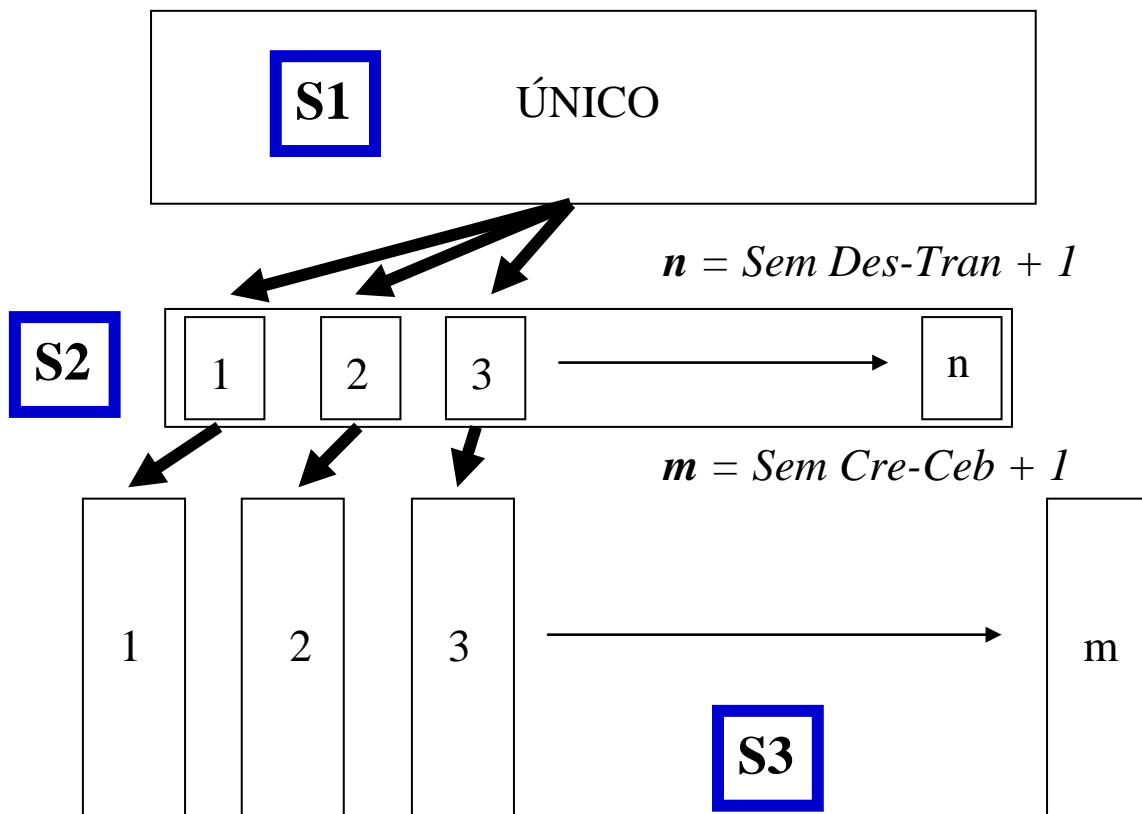 S1 ÚNICO
n = Sem Des-Tran + 1
S2 1 2 3 n
m = Sem Cre-Ceb + 1
1 2 3 m
S3